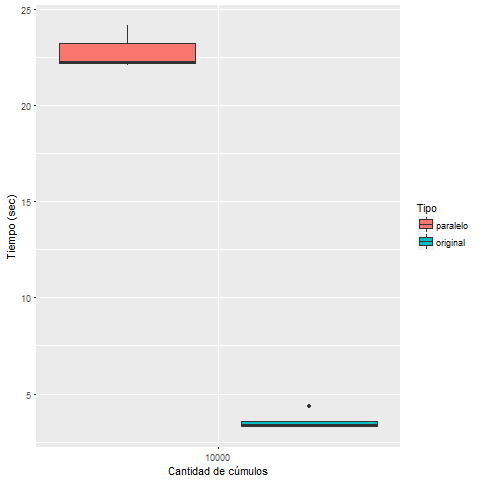 25
20
15
10
5
Tiempo (sec)
10000
Cantidad de cúmulos
Tipo
paralelo
original